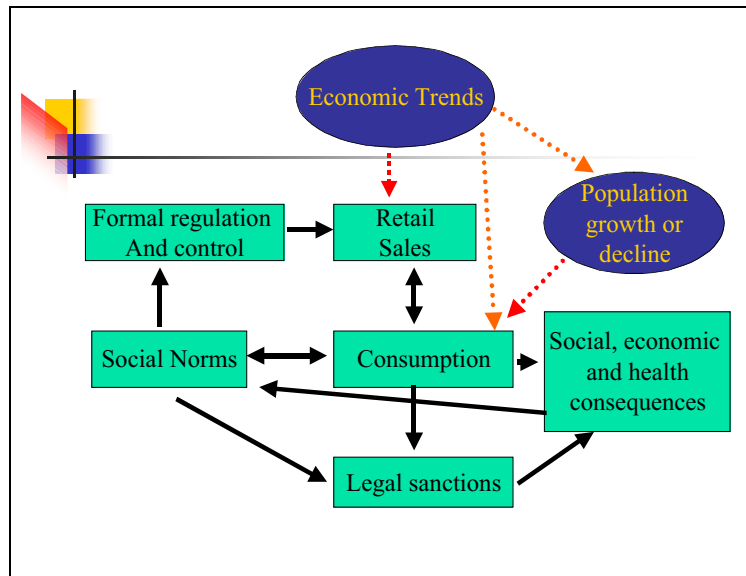 Economic Trends
Population
growth or
decline
Formal regulation
And control
Retail
Sales
Social Norms
Consumption
Social, economic
and health
consequences
Legal sanctions